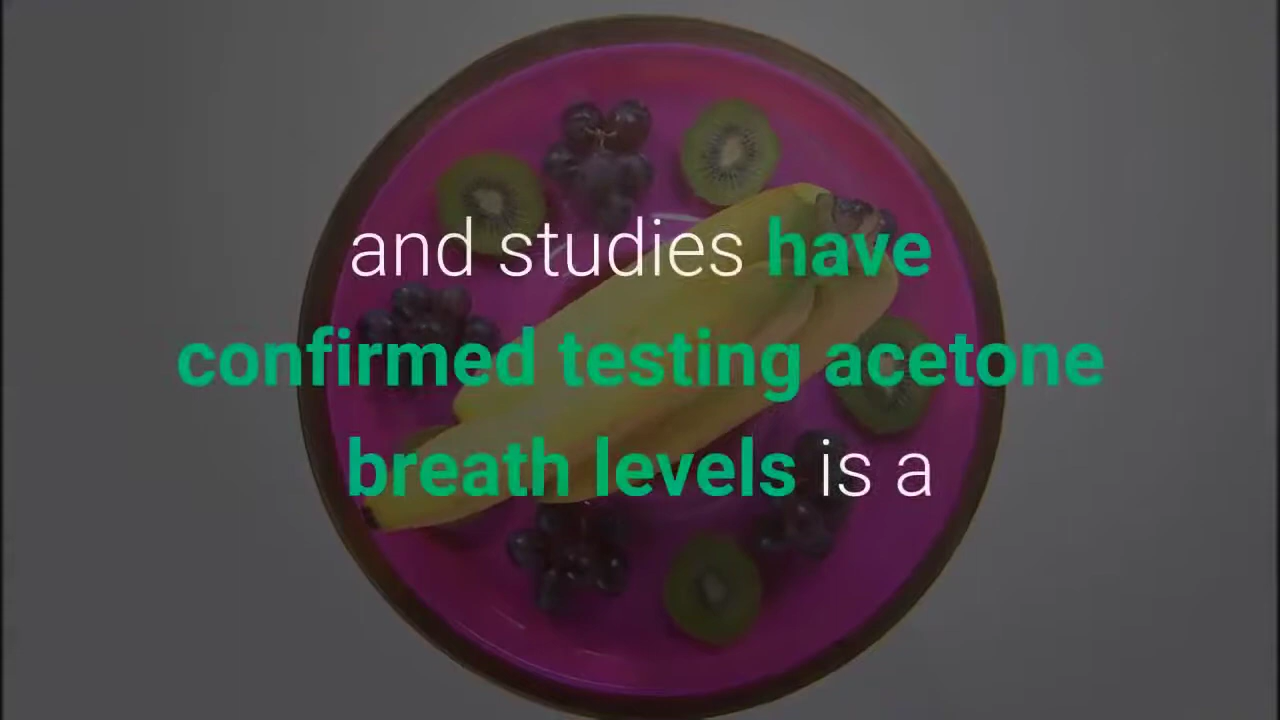 and studies have
confirmed testing acetone
breath levels is a